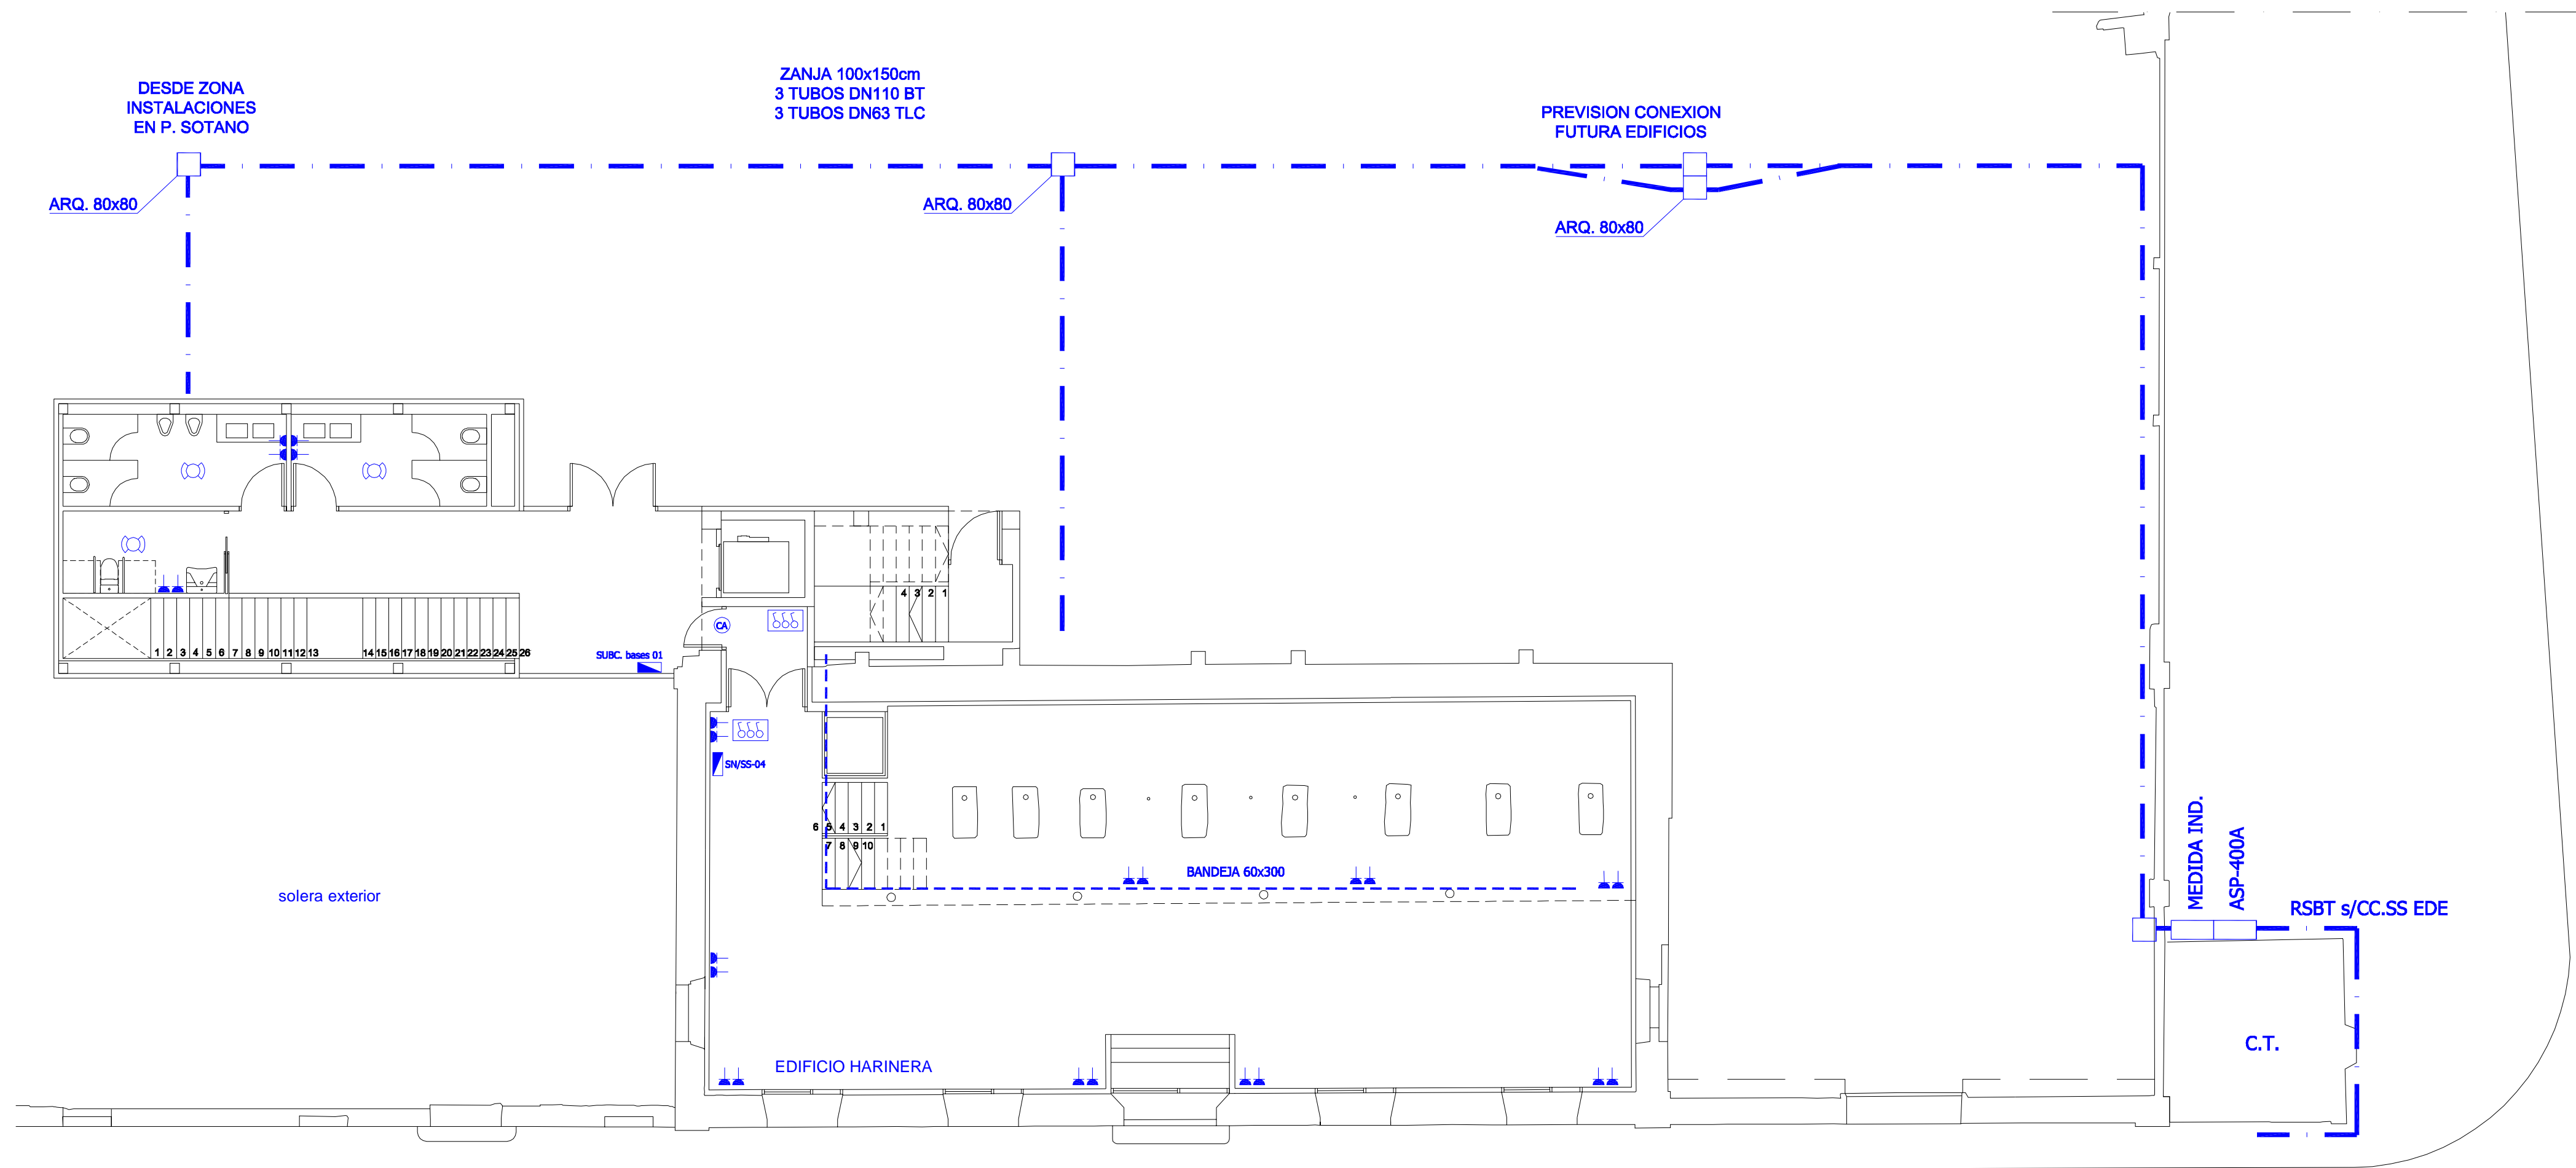 DESDE ZONA
INSTALACIONES
EN P. SOTANO
ZANJA 100x150cm
3 TUBOS DN110 BT
3 TUBOS DN63 TLC
PREVISION CONEXION
FUTURA EDIFICIOS
ARQ. 80x80
ARQ. 80x80
ARQ. 80x80
4 3 2 1
CA
1 2 3 4 5 6 7 8 9 10 11 12 13
14 15 16 17 18 19 20 21 22 23 24 25 26
SUBC. bases 01
SN/SS-04
6 5 4 3 2 1
7 8 9 10
BANDEJA 60x300
solera exterior
MEDIDA IND.
ASP-400A
RSBT s/CC.SS EDE
C.T.
EDIFICIO HARINERA